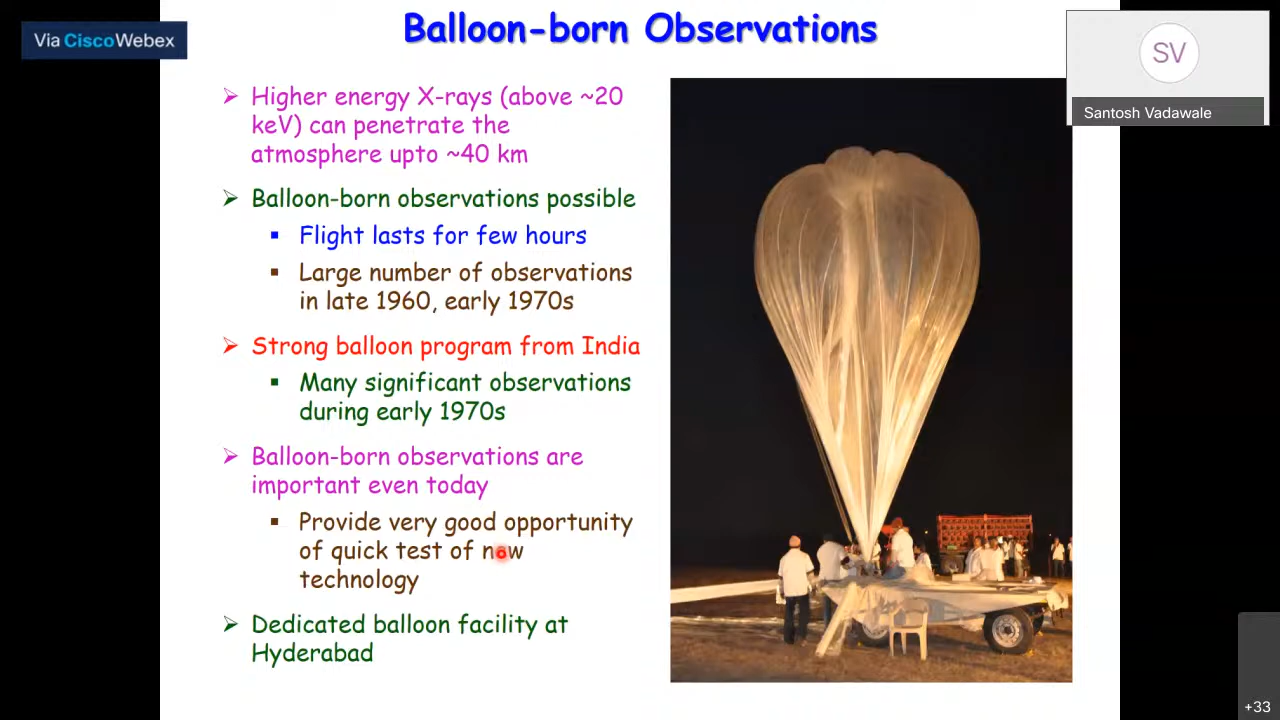 Balloon-born Observations
Via CiscoWebex
SV
Santosh Vadawale
Higher energy X-rays (above ~20
keV) can penetrate the
atmosphere upto ~40 km
Balloon-born observations possible
Flight lasts for few hours
Large number of observations
in late 1960, early 1970s
Strong balloon program from India
Many significant observations
during early 1970s
Balloon-born observations are
important even today
Provide very good opportunity
of quick test of new
technology
Dedicated balloon facility at
Hyderabad
+33